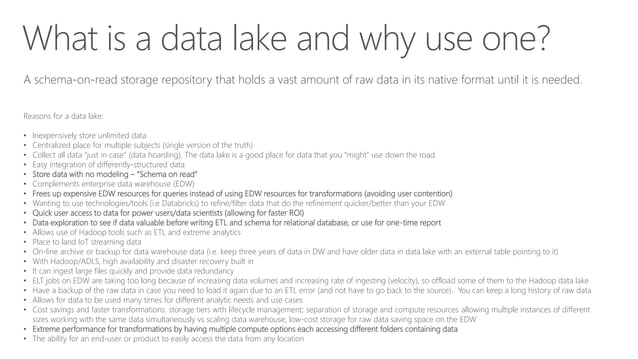 What is a data lake and why use one?
A schema-on-read storage repository that holds a vast amount of raw data in its native format until it is needed.
Reasons for a data lake:
• Inexpensively store unlimited data
• Centralized place for multiple subjects (single version of the truth)
• Collect all data “just in case” (data hoarding). The data lake is a good place for data that you “might” use down the road
• Easy integration of differently-structured data
• Store data with no modeling – “Schema on read”
• Complements enterprise data warehouse (EDW)
• Frees up expensive EDW resources for queries instead of using EDW resources for transformations (avoiding user contention)
• Wanting to use technologies/tools (i.e Databricks) to refine/filter data that do the refinement quicker/better than your EDW
• Quick user access to data for power users/data scientists (allowing for faster ROI)
• Data exploration to see if data valuable before writing ETL and schema for relational database, or use for one-time report
• Allows use of Hadoop tools such as ETL and extreme analytics
• Place to land IoT streaming data
• On-line archive or backup for data warehouse data (i.e. keep three years of data in DW and have older data in data lake with an external table pointing to it)
• With Hadoop/ADLS, high availability and disaster recovery built in
• It can ingest large files quickly and provide data redundancy
• ELT jobs on EDW are taking too long because of increasing data volumes and increasing rate of ingesting (velocity), so offload some of them to the Hadoop data lake
• Have a backup of the raw data in case you need to load it again due to an ETL error (and not have to go back to the source). You can keep a long history of raw data
• Allows for data to be used many times for different analytic needs and use cases
• Cost savings and faster transformations: storage tiers with lifecycle management; separation of storage and compute resources allowing multiple instances of different
sizes working with the same data simultaneously vs scaling data warehouse; low-cost storage for raw data saving space on the EDW
• Extreme performance for transformations by having multiple compute options each accessing different folders containing data
• The ability for an end-user or product to easily access the data from any location